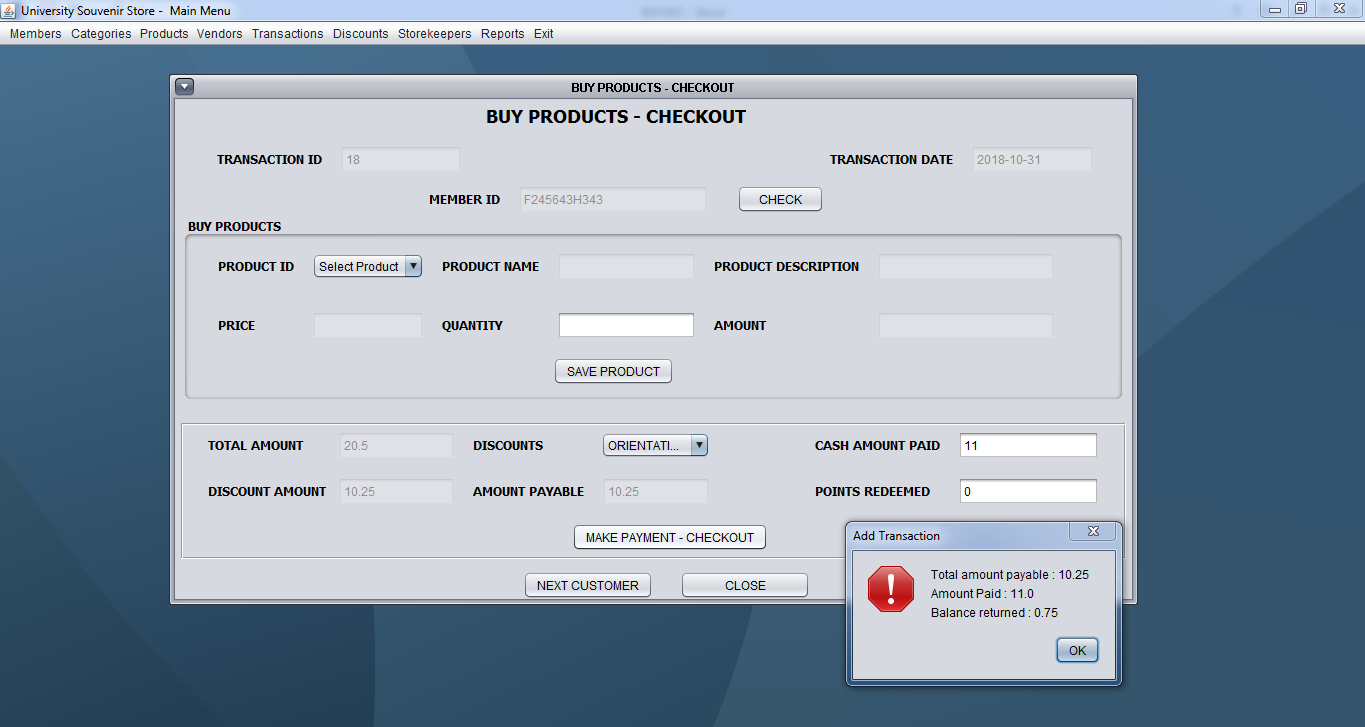 University Souvenir Store -  Main Menu
Members Categories Products Vendors Transactions Discounts Storekeepers Reports Exit
BUY PRODUCTS - CHECKOUT
BUY PRODUCTS - CHECKOUT
TRANSACTION ID 18 TRANSACTION DATE 2018-10-31
MEMBER ID F245643H343 CHECK
BUY PRODUCTS
PRODUCT ID Select Product PRODUCT NAME PRODUCT DESCRIPTION
PRICE QUANTITY AMOUNT
SAVE PRODUCT
TOTAL AMOUNT 20.5 DISCOUNTS ORIENTATI... CASH AMOUNT PAID 11
DISCOUNT AMOUNT 10.25 AMOUNT PAYABLE 10.25 POINTS REDEEMED 0
MAKE PAYMENT - CHECKOUT
NEXT CUSTOMER CLOSE
Add Transaction
Total amount payable : 10.25
Amount Paid : 11.0
Balance returned : 0.75
OK